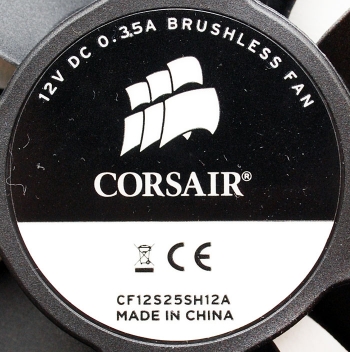 12V DC 0.35A BRUSHLESS FAN
CORSAIR®
CE
CF12S25SH12A
MADE IN CHINA